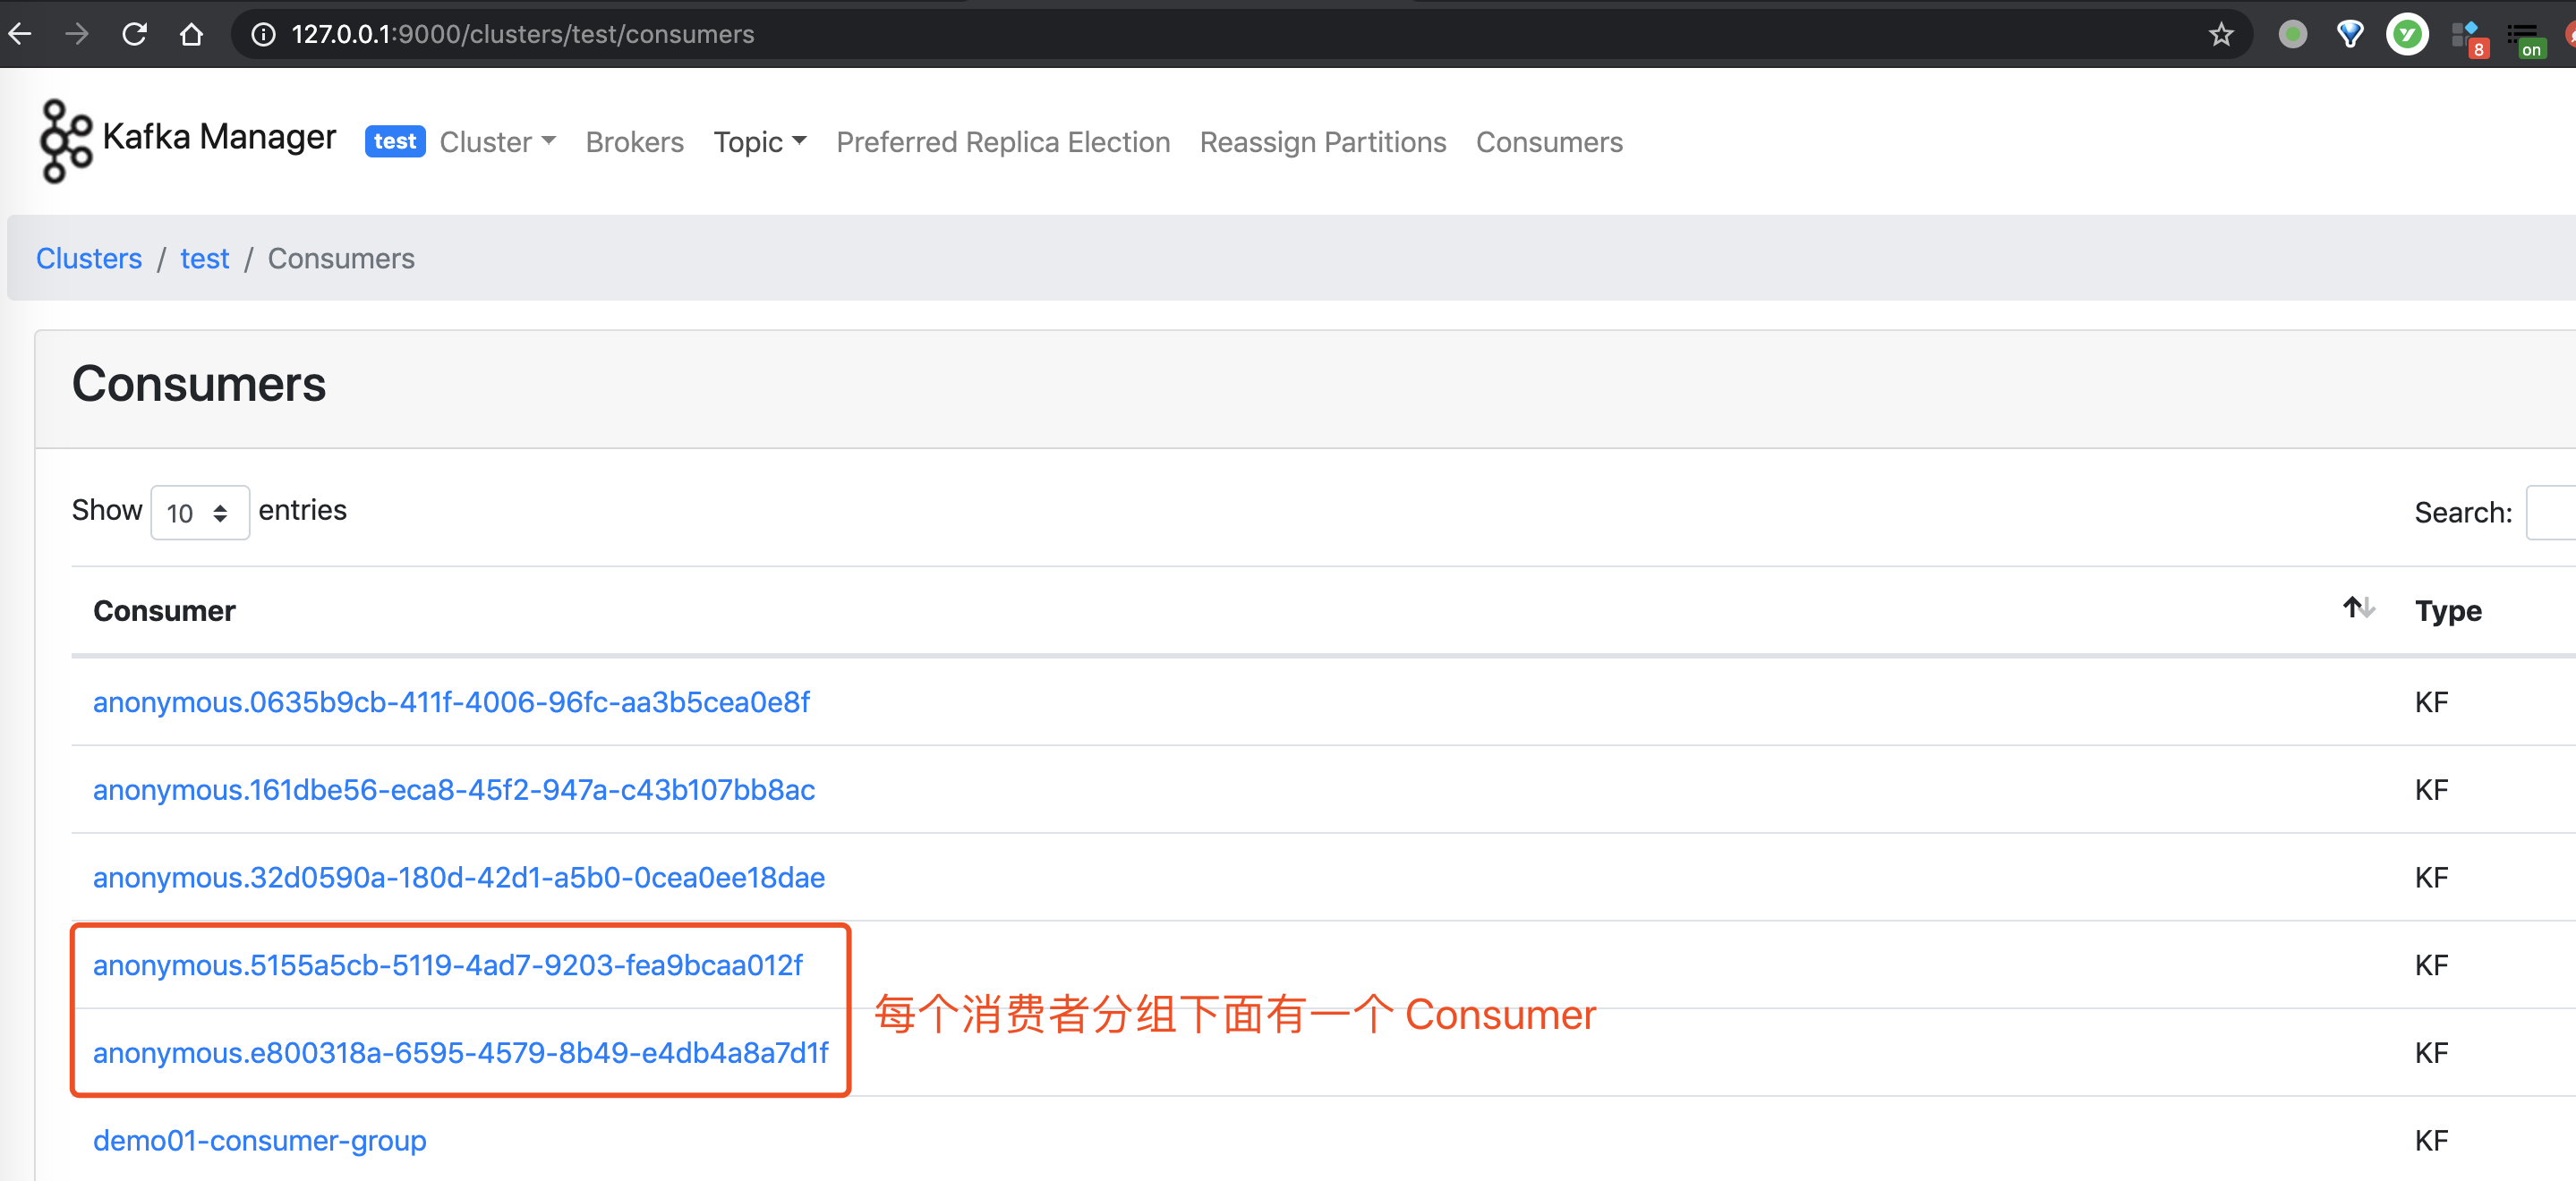 127.0.0.1:9000/clusters/test/consumers
8
on
Kafka Manager test Cluster Brokers Topic Preferred Replica Election Reassign Partitions Consumers
Clusters / test / Consumers
Consumers
Show 10 entries
Search:
Consumer Type
anonymous.0635b9cb-411f-4006-96fc-aa3b5cea0e8f KF
anonymous.161dbe56-eca8-45f2-947a-c43b107bb8ac KF
anonymous.32d0590a-180d-42d1-a5b0-0cea0ee18dae KF
anonymous.5155a5cb-5119-4ad7-9203-fea9bcaa012f KF
每个消费者分组下面有一个 Consumer
anonymous.e800318a-6595-4579-8b49-e4db4a8a7d1f KF
demo01-consumer-group KF